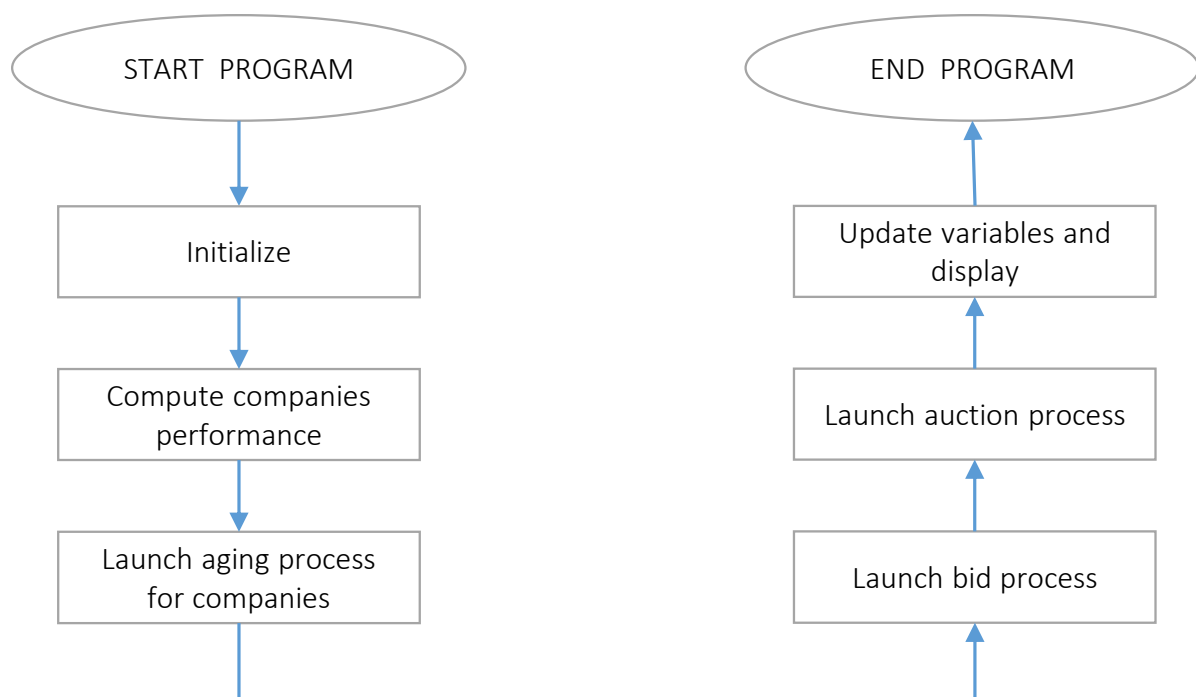 START PROGRAM
Initialize
Compute companies
performance
Launch aging process
for companies
END PROGRAM
Update variables and
display
Launch auction process
Launch bid process